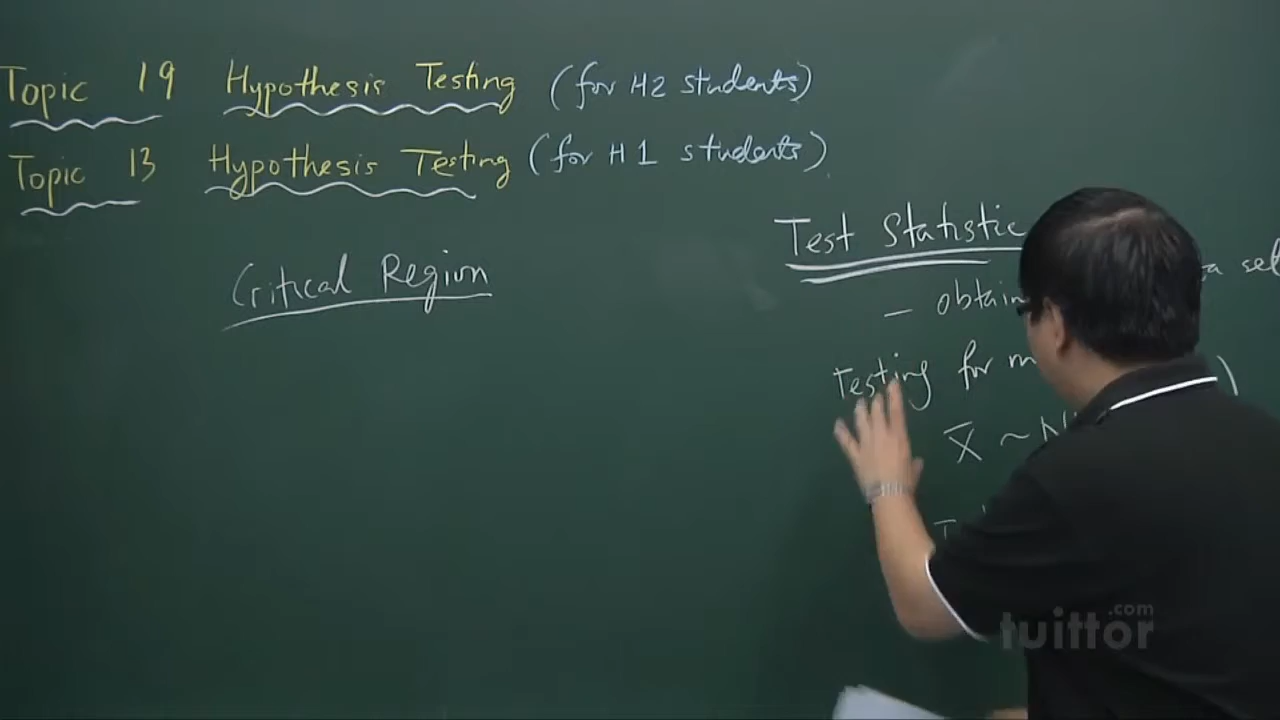 Topic 19 Hypothesis Testing (for H2 students)
Topic 13 Hypothesis Testing (for H1 students)
Critical Region
Test Statistic
a set
— obtain
Testing for m
X̄ ~ N
)
tuittor.com